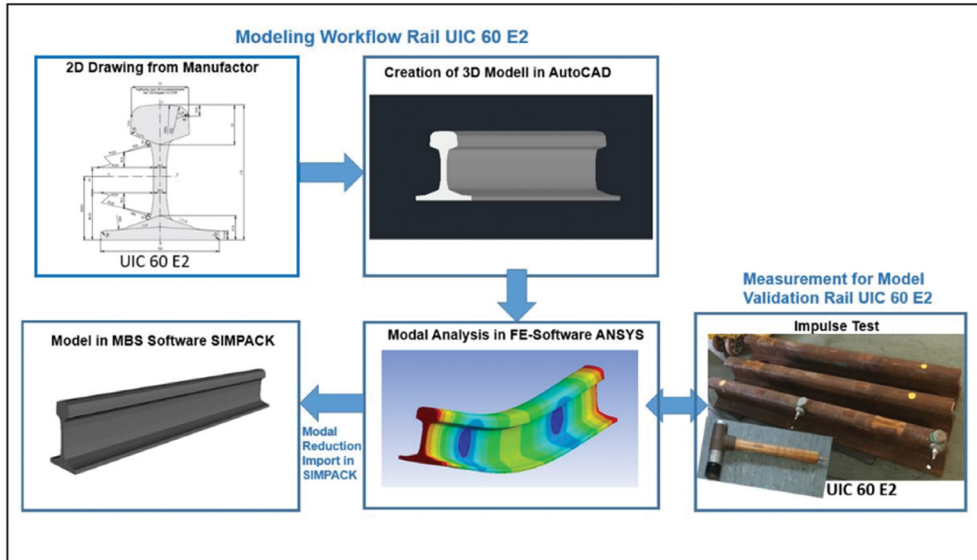 Modeling Workflow Rail UIC 60 E2
2D Drawing from Manufactor
UIC 60 E2
Creation of 3D Modell in AutoCAD
Measurement for Model
Validation Rail UIC 60 E2
Model in MBS Software SIMPACK
Modal
Reduction
Import in
SIMPACK
Modal Analysis in FE-Software ANSYS
Impulse Test
UIC 60 E2